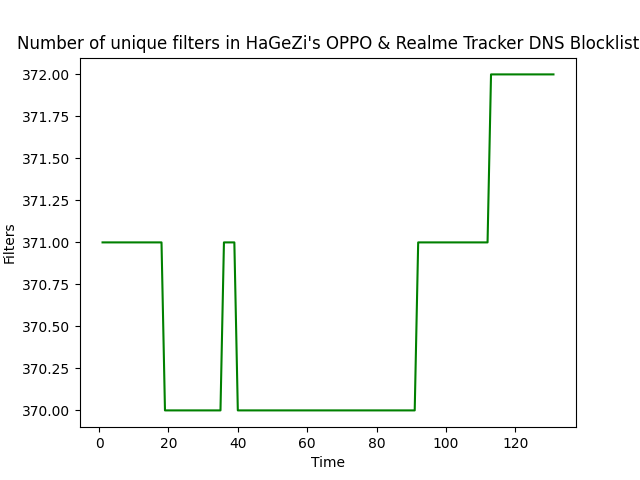 Number of unique filters in HaGeZi's OPPO & Realme Tracker DNS Blocklist
372.00
371.75
371.50
371.25
371.00
370.75
370.50
370.25
370.00
Filters
0 20 40 60 80 100 120
Time